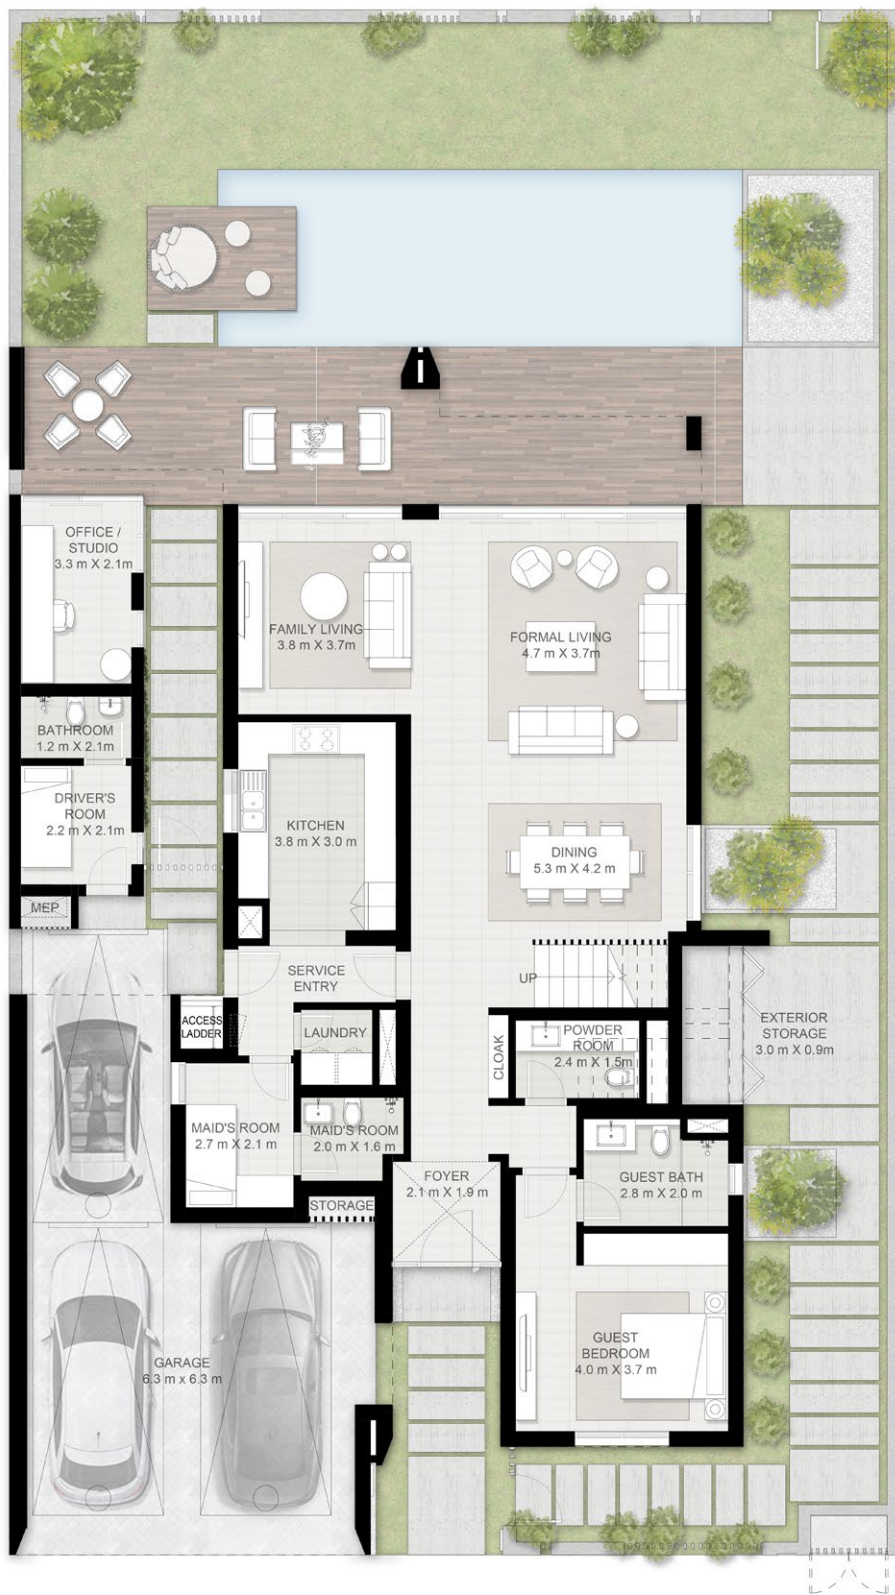 OFFICE /
STUDIO
3.3 m X 2.1m
FAMILY LIVING
3.8 m X 3.7m
FORMAL LIVING
4.7 m X 3.7m
BATHROOM
1.2 m X 2.1m
DRIVER'S
ROOM
2.2 m X 2.1m
KITCHEN
3.8 m X 3.0 m
DINING
5.3 m X 4.2 m
MEP
SERVICE
ENTRY
UP
ACCESS
LADDER
LAUNDRY
CLOAK
POWDER
ROOM
2.4 m X 1.5m
EXTERIOR
STORAGE
3.0 m X 0.9m
MAID'S ROOM
2.7 m X 2.1 m
MAID'S ROOM
2.0 m X 1.6 m
FOYER
2.1 m X 1.9 m
GUEST BATH
2.8 m X 2.0 m
STORAGE
GUEST
BEDROOM
4.0 m X 3.7 m
GARAGE
6.3 m x 6.3 m